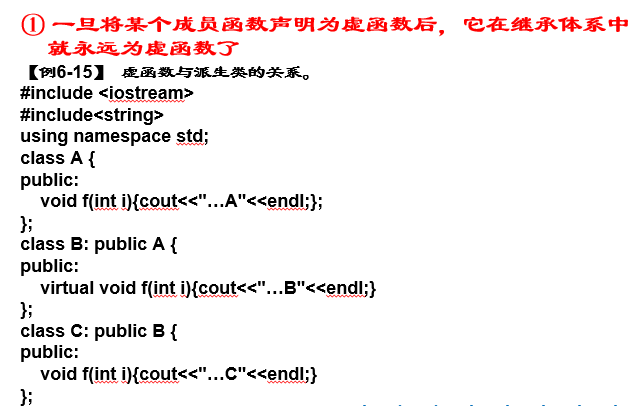 ① 一旦将某个成员函数声明为虚函数后，它在继承体系中
就永远为虚函数了
【例6-15】 虚函数与派生类的关系。
#include <iostream>
#include<string>
using namespace std;
class A {
public:
void f(int i){cout<<"…A"<<endl;};
};
class B: public A {
public:
virtual void f(int i){cout<<"…B"<<endl;}
};
class C: public B {
public:
void f(int i){cout<<"…C"<<endl;}
};